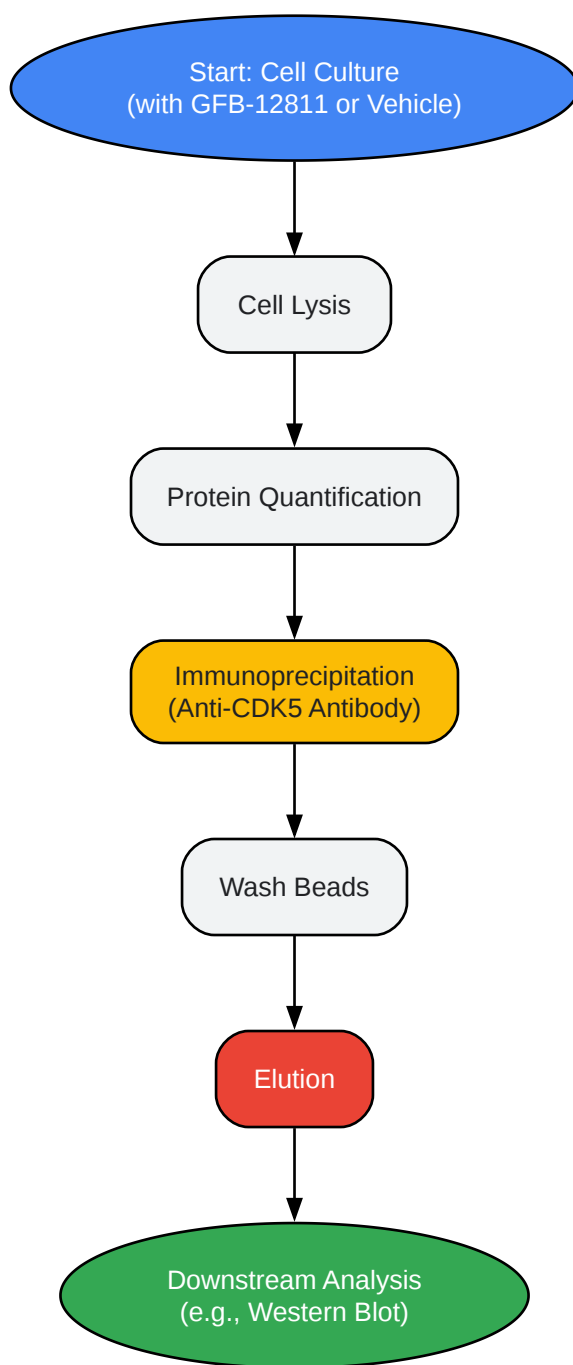 Start: Cell Culture
(with GFB-12811 or Vehicle)
Cell Lysis
Protein Quantification
Immunoprecipitation
(Anti-CDK5 Antibody)
Wash Beads
Elution
Downstream Analysis
(e.g., Western Blot)